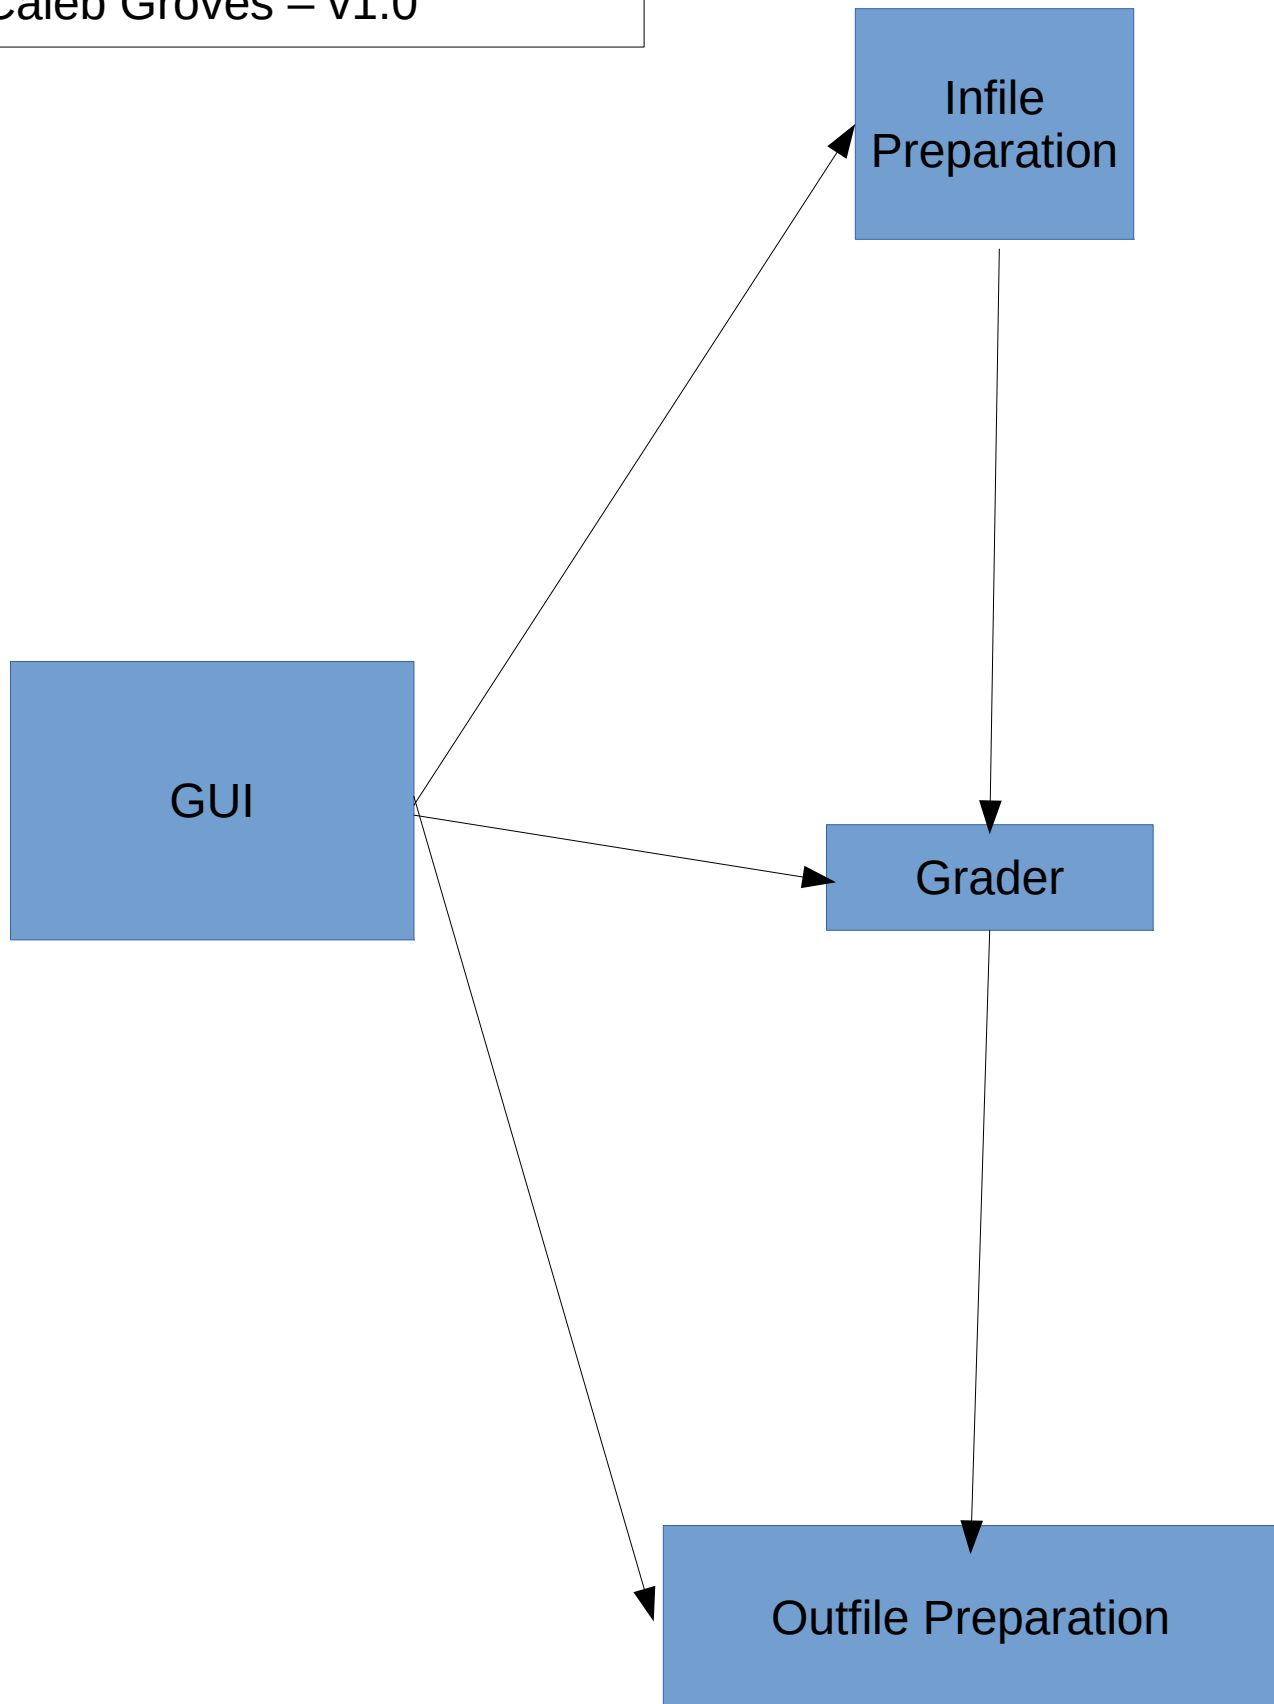 Caleb Groves – v1.0
Infile
Preparation
GUI
Grader
Outfile Preparation